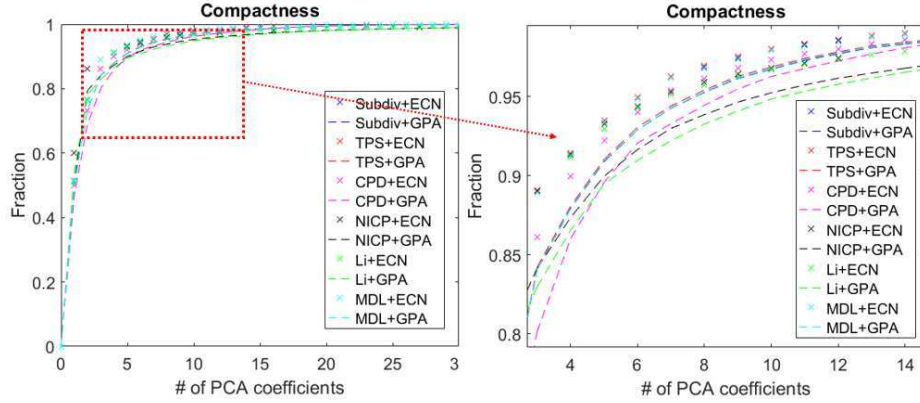 Compactness
1
0.8
0.6
0.4
0.2
0
Fraction
0 5 10 15 20 25 3
# of PCA coefficients
Subdiv+ECN
Subdiv+GPA
TPS+ECN
TPS+GPA
CPD+ECN
CPD+GPA
NICP+ECN
NICP+GPA
Li+ECN
Li+GPA
MDL+ECN
MDL+GPA
Compactness
0.95
0.9
0.85
0.8
Fraction
4 6 8 10 12 14
# of PCA coefficients
Subdiv+ECN
Subdiv+GPA
TPS+ECN
TPS+GPA
CPD+ECN
CPD+GPA
NICP+ECN
NICP+GPA
Li+ECN
Li+GPA
MDL+ECN
MDL+GPA